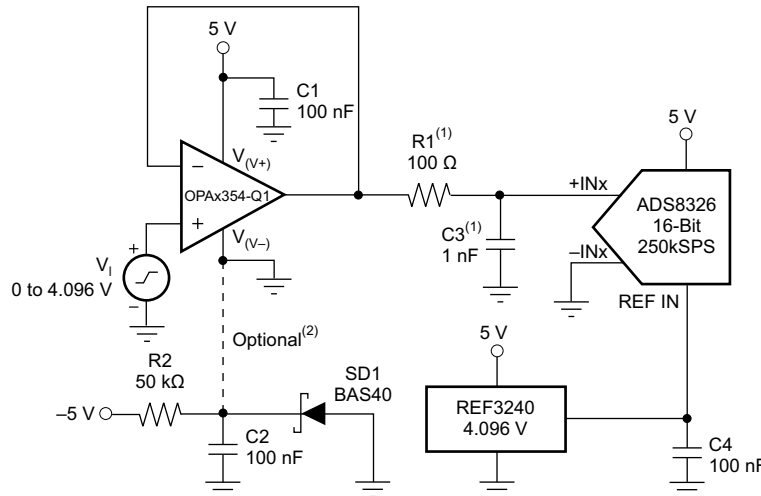 5 V
C1
100 nF
V(V+)
−
OPAx354-Q1
+
V(V−)
+
VI
0 to 4.096 V
−
R1(1)
100 Ω
C3(1)
1 nF
5 V
+INx
ADS8326
16-Bit
250kSPS
−INx
REF IN
Optional(2)
R2
50 kΩ
−5 V
C2
100 nF
SD1
BAS40
5 V
REF3240
4.096 V
C4
100 nF